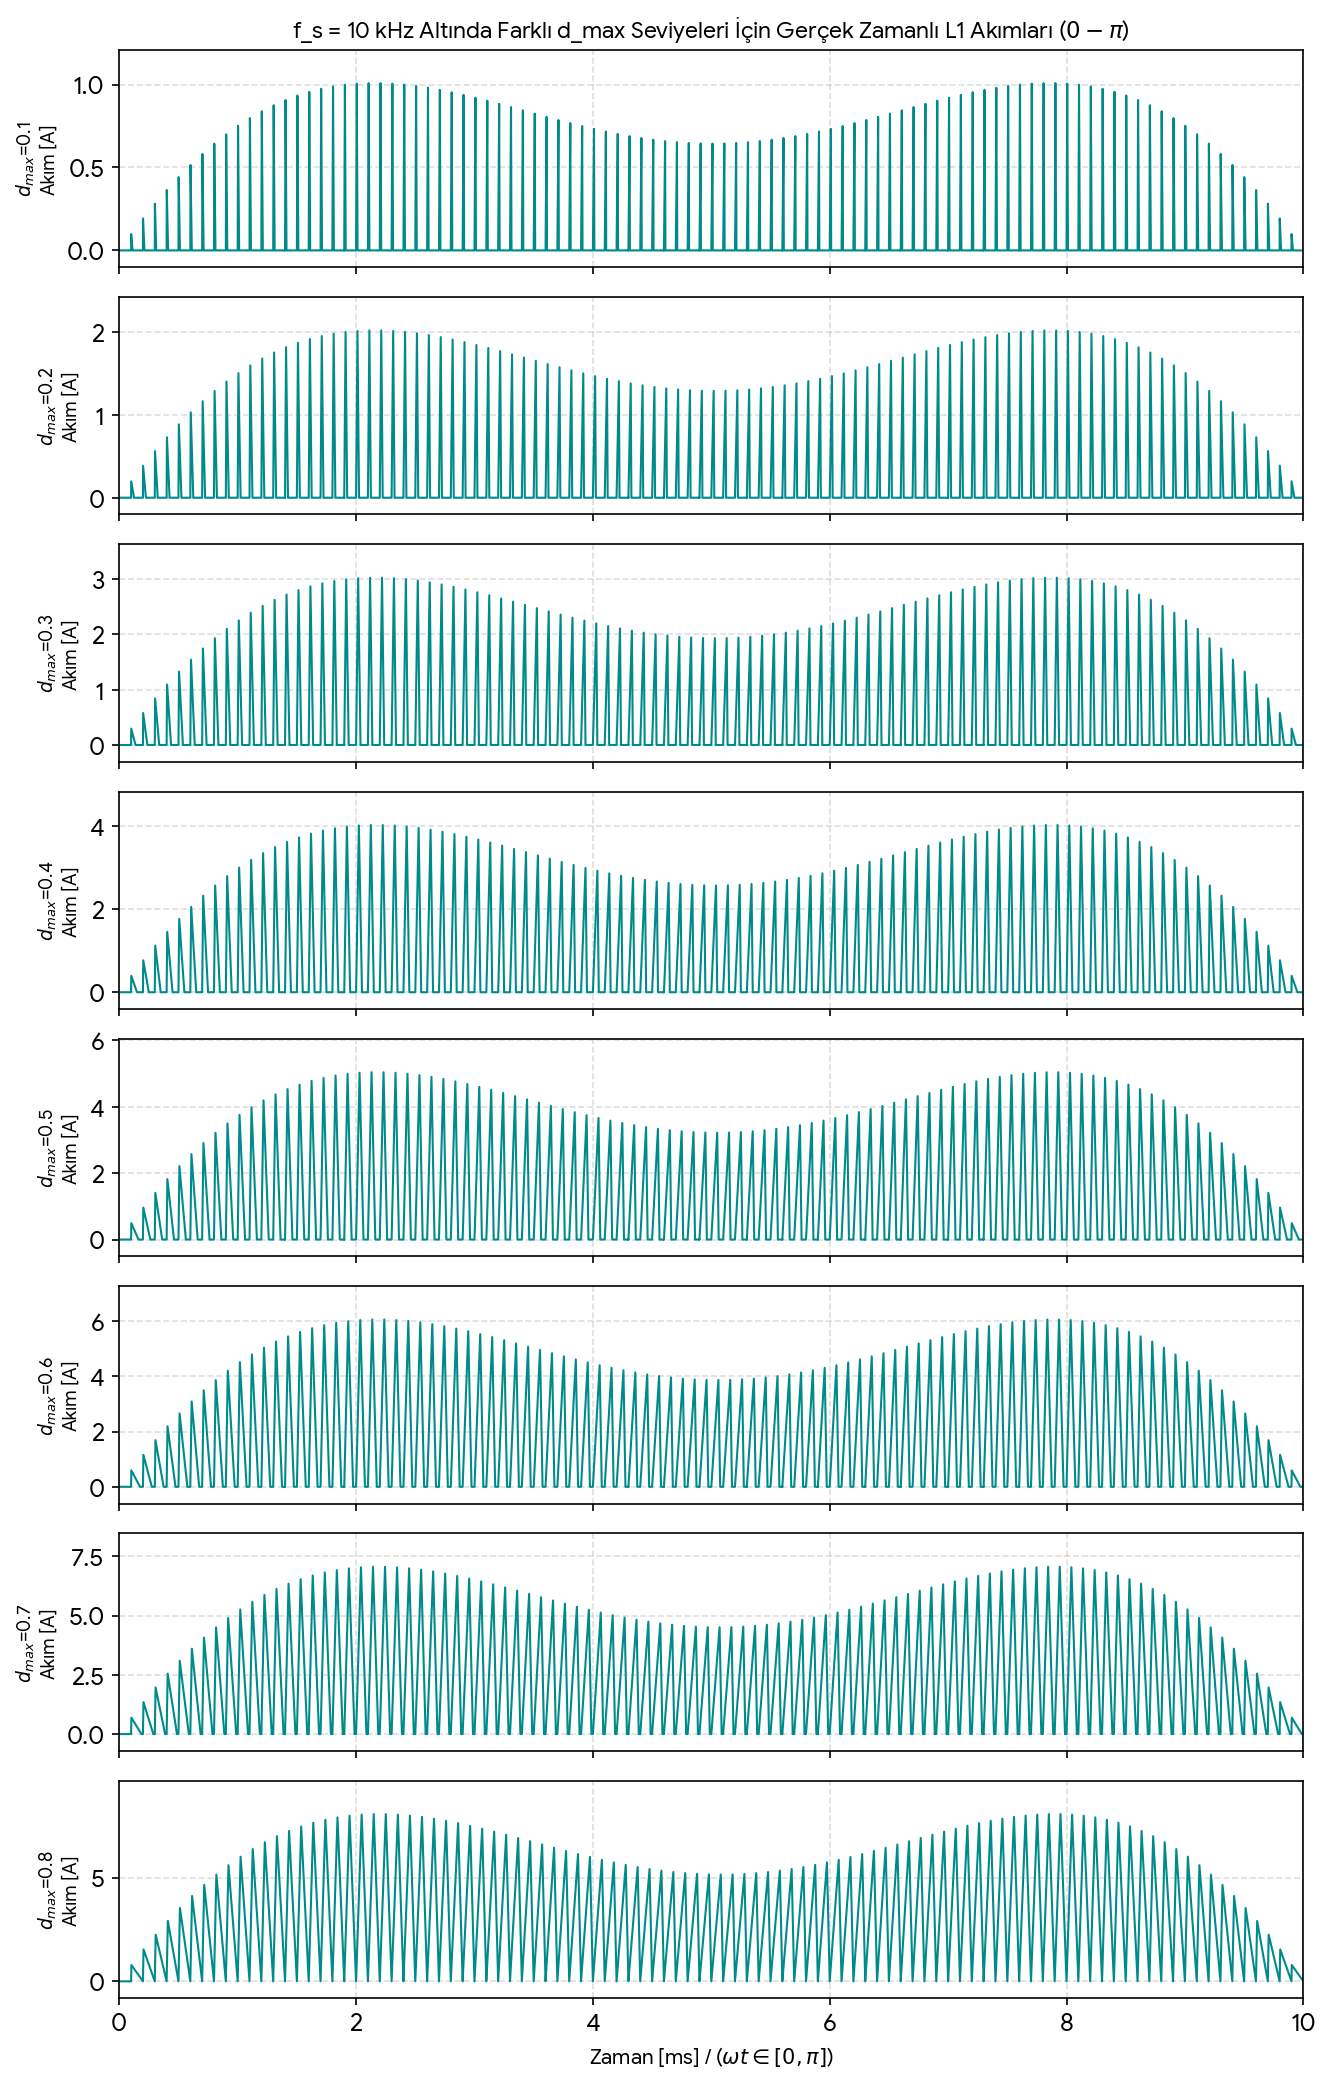 f_s = 10 kHz Altında Farklı d_max Seviyeleri İçin Gerçek Zamanlı L1 Akımları (0 − π)
1.0
0.5
0.0
d_max=0.1
Akım [A]
2
1
0
d_max=0.2
Akım [A]
3
2
1
0
d_max=0.3
Akım [A]
4
2
0
d_max=0.4
Akım [A]
6
4
2
0
d_max=0.5
Akım [A]
6
4
2
0
d_max=0.6
Akım [A]
7.5
5.0
2.5
0.0
d_max=0.7
Akım [A]
5
0
d_max=0.8
Akım [A]
0 2 4 6 8 10
Zaman [ms] / (ωt ∈ [0, π])